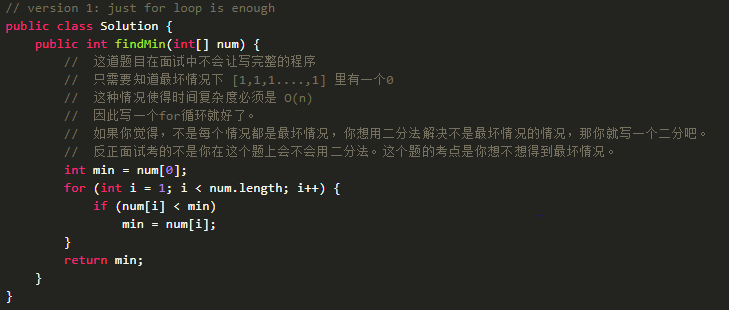 // version 1: just for loop is enough
public class Solution {
    public int findMin(int[] num) {
        //  这道题目在面试中不会让写完整的程序
        //  只需要知道最坏情况下 [1,1,1....,1] 里有一个0
        //  这种情况使得时间复杂度必须是 O(n)
        //  因此写一个for循环就好了。
        //  如果你觉得，不是每个情况都是最坏情况，你想用二分法解决不是最坏情况的情况，那你就写一个二分吧。
        //  反正面试考的不是你在这个题上会不会用二分法。这个题的考点是你想不想得到最坏情况。
        int min = num[0];
        for (int i = 1; i < num.length; i++) {
            if (num[i] < min)
                min = num[i];
        }
        return min;
    }
}